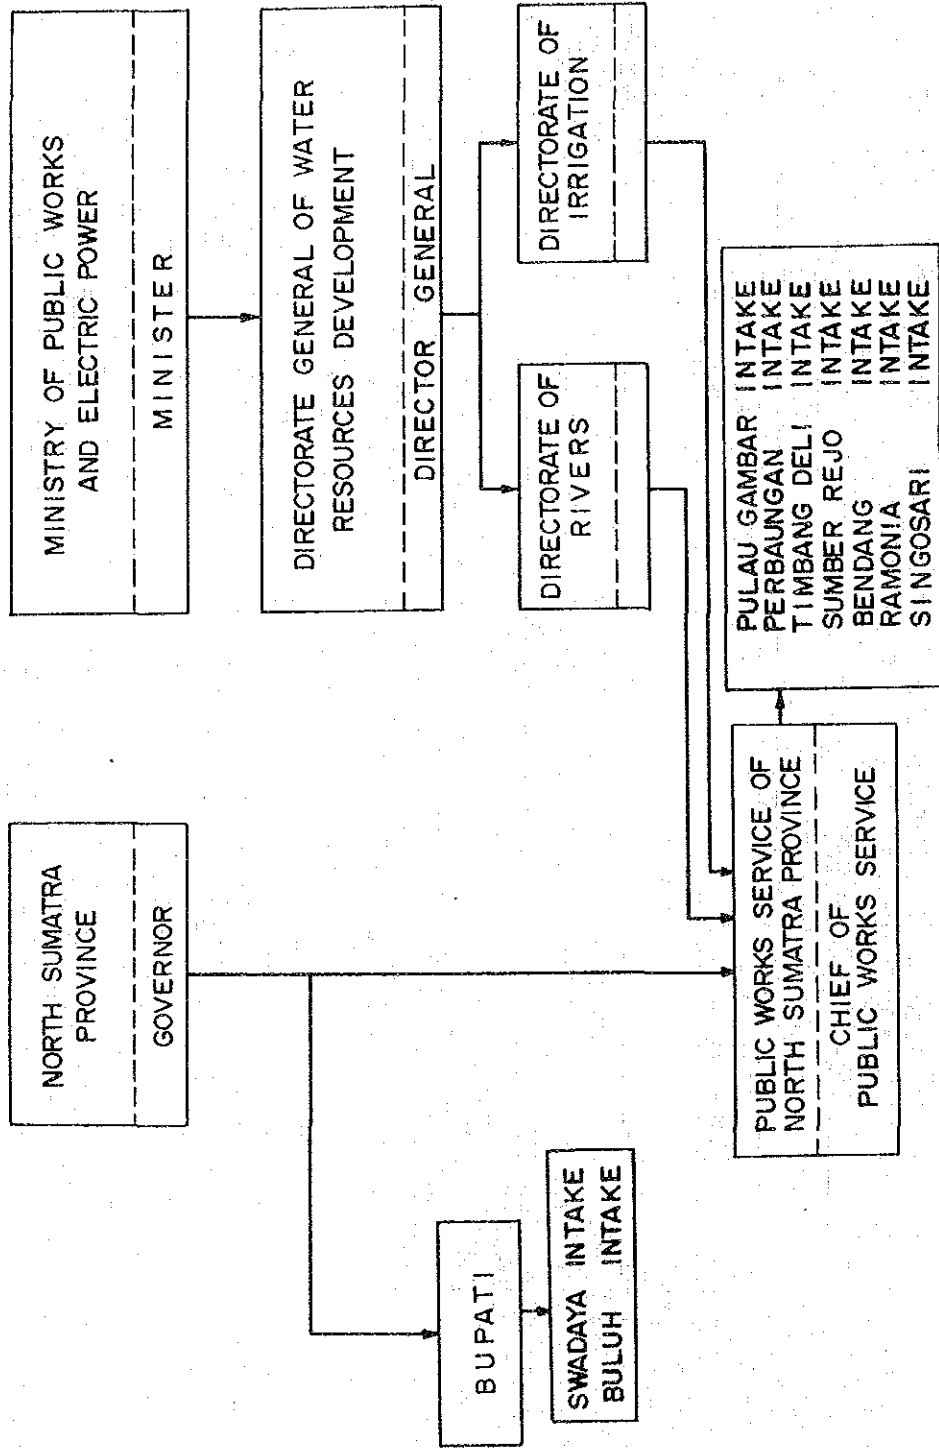 NORTH SUMATRA
PROVINCE
GOVERNOR
MINISTRY OF PUBLIC WORKS
AND ELECTRIC POWER
MINISTER
DIRECTORATE GENERAL OF WATER
RESOURCES DEVELOPMENT
DIRECTOR GENERAL
BUPATI
SWADAYA INTAKE
BULUH INTAKE
DIRECTORATE OF
RIVERS
DIRECTORATE OF
IRRIGATION
PUBLIC WORKS SERVICE OF
NORTH SUMATRA PROVINCE
CHIEF OF
PUBLIC WORKS SERVICE
PULAU GAMBAR INTAKE
PERBAUNGAN INTAKE
TIMBANG DELI INTAKE
SUMBER REJO INTAKE
BENDANG INTAKE
RAMONIA INTAKE
SINGOSARI INTAKE